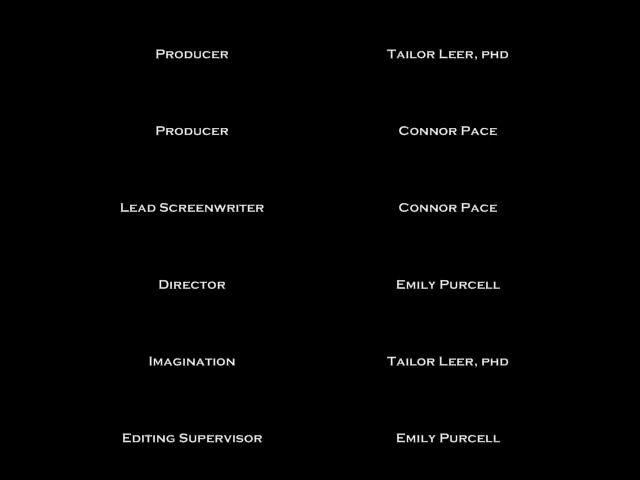 Producer Tailor Leer, phd
Producer Connor Pace
Lead Screenwriter Connor Pace
Director Emily Purcell
Imagination Tailor Leer, phd
Editing Supervisor Emily Purcell